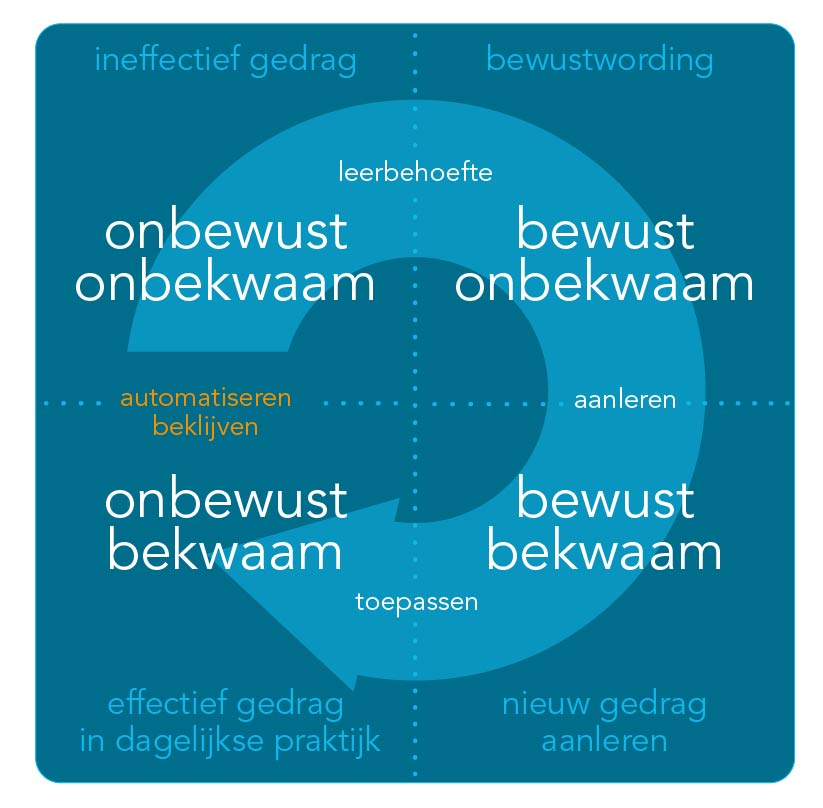 ineffectief gedrag
bewustwording
leerbehoefte
onbewust
onbekwaam
bewust
onbekwaam
automatiseren
beklijven
aanleren
onbewust
bekwaam
bewust
bekwaam
toepassen
effectief gedrag
in dagelijkse praktijk
nieuw gedrag
aanleren